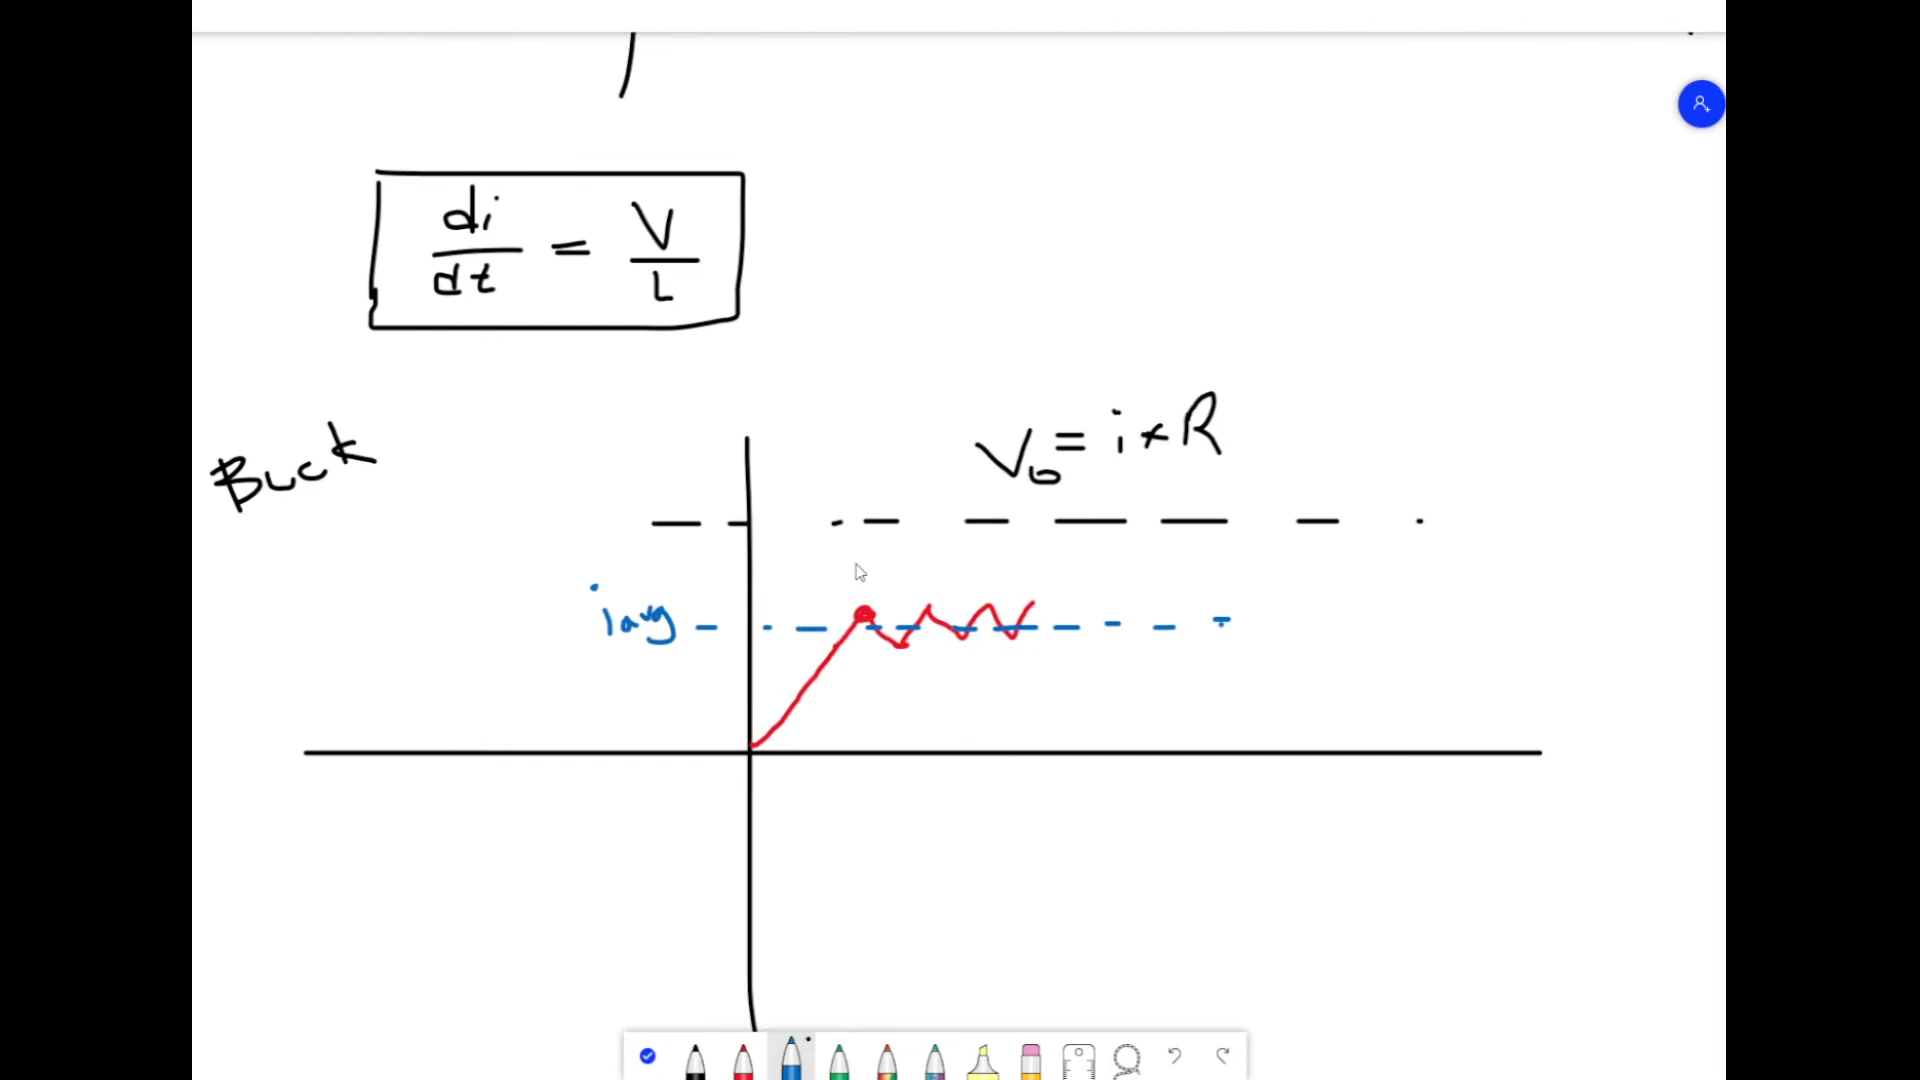 di/dt = V/L
Buck
Vo = i × R
iavg